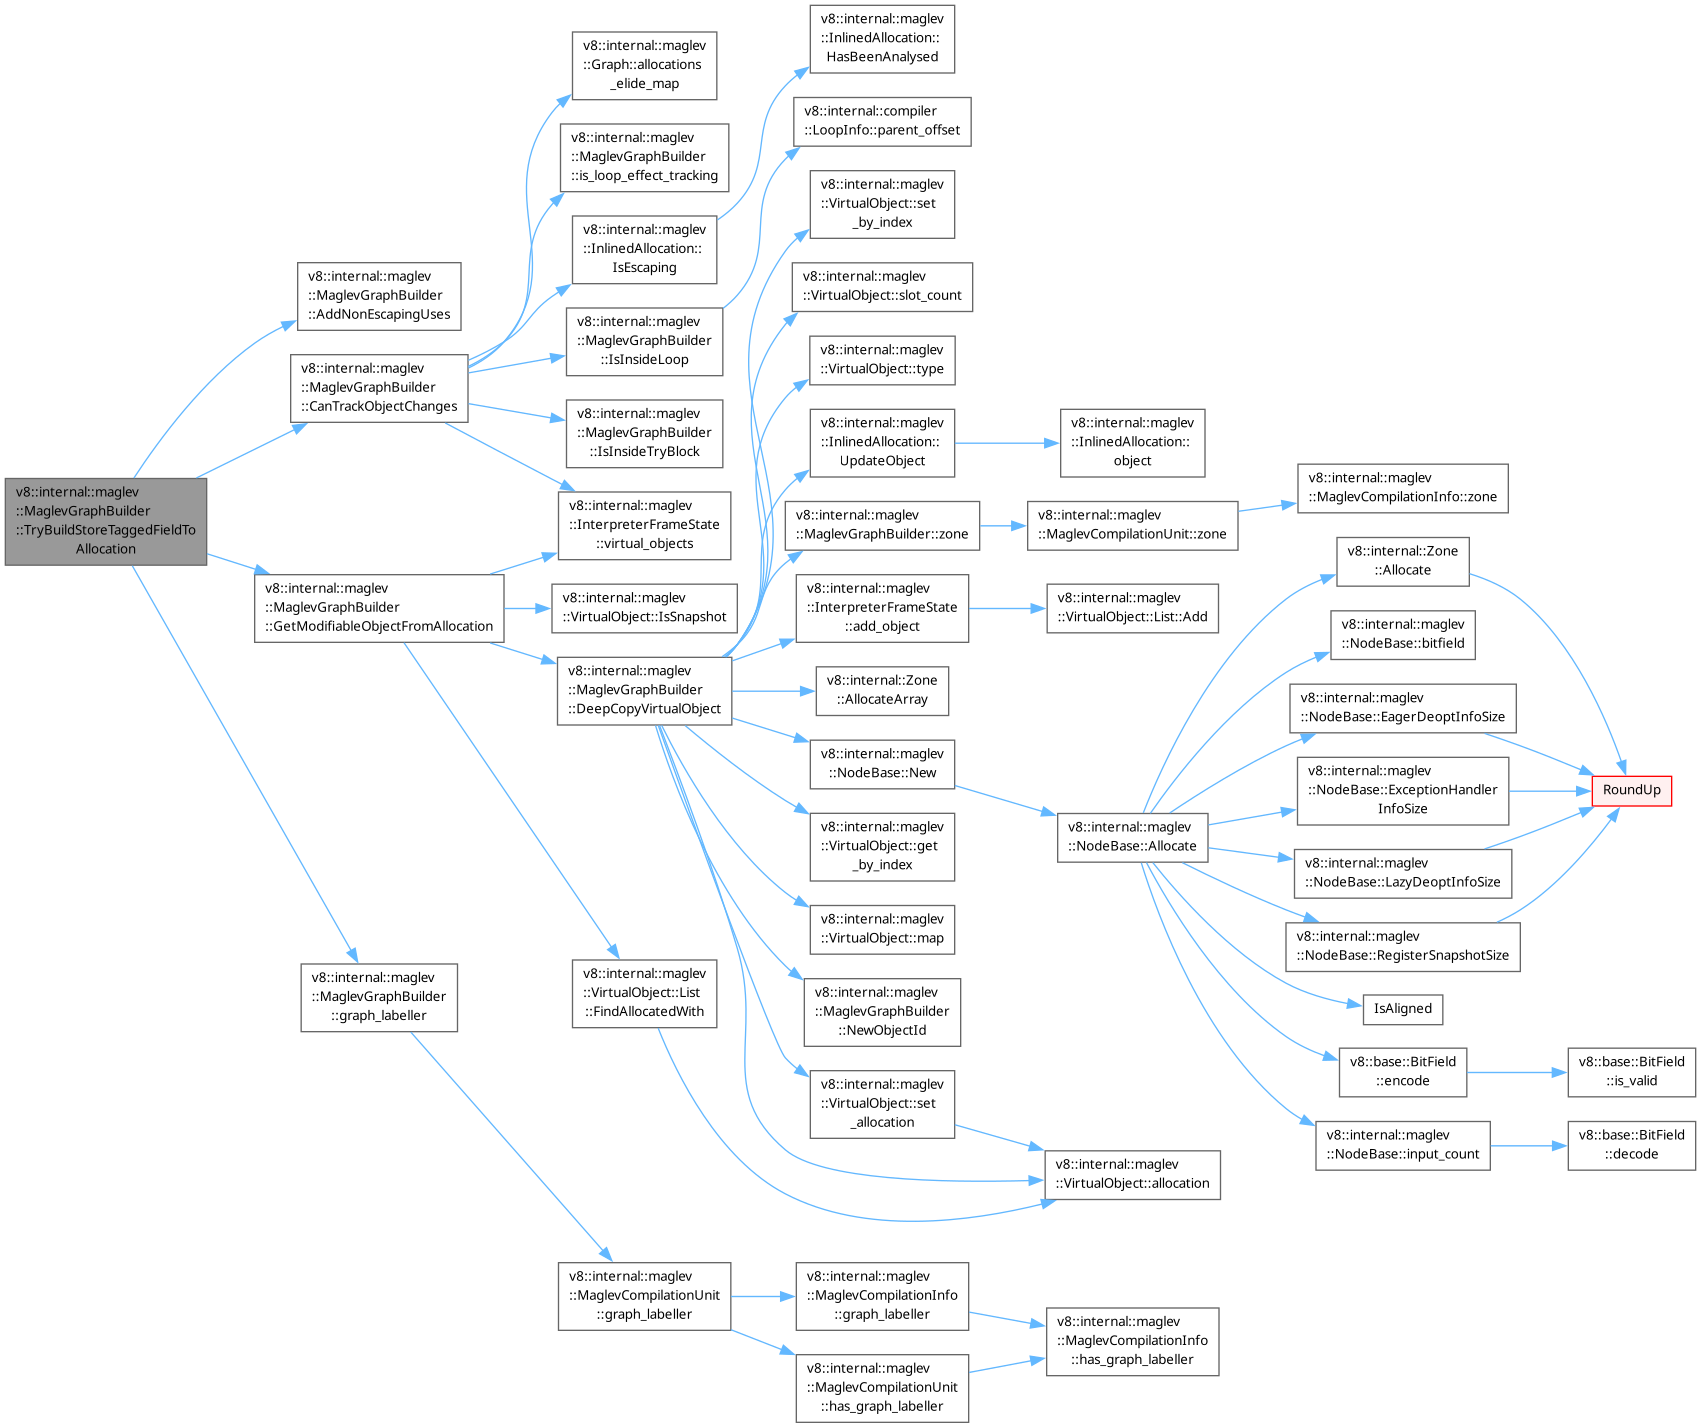 v8::internal::maglev
::MaglevGraphBuilder
::TryBuildStoreTaggedFieldTo
Allocation
v8::internal::maglev
::MaglevGraphBuilder
::AddNonEscapingUses
v8::internal::maglev
::MaglevGraphBuilder
::CanTrackObjectChanges
v8::internal::maglev
::MaglevGraphBuilder
::GetModifiableObjectFromAllocation
v8::internal::maglev
::MaglevGraphBuilder
::graph_labeller
v8::internal::maglev
::Graph::allocations
_elide_map
v8::internal::maglev
::MaglevGraphBuilder
::is_loop_effect_tracking
v8::internal::maglev
::InlinedAllocation::
IsEscaping
v8::internal::maglev
::MaglevGraphBuilder
::IsInsideLoop
v8::internal::maglev
::MaglevGraphBuilder
::IsInsideTryBlock
v8::internal::maglev
::InterpreterFrameState
::virtual_objects
v8::internal::maglev
::VirtualObject::IsSnapshot
v8::internal::maglev
::MaglevGraphBuilder
::DeepCopyVirtualObject
v8::internal::maglev
::VirtualObject::List
::FindAllocatedWith
v8::internal::maglev
::MaglevCompilationUnit
::graph_labeller
v8::internal::maglev
::InlinedAllocation::
HasBeenAnalysed
v8::internal::compiler
::LoopInfo::parent_offset
v8::internal::maglev
::VirtualObject::set
_by_index
v8::internal::maglev
::VirtualObject::slot_count
v8::internal::maglev
::VirtualObject::type
v8::internal::maglev
::InlinedAllocation::
UpdateObject
v8::internal::maglev
::MaglevGraphBuilder::zone
v8::internal::maglev
::InterpreterFrameState
::add_object
v8::internal::Zone
::AllocateArray
v8::internal::maglev
::NodeBase::New
v8::internal::maglev
::VirtualObject::get
_by_index
v8::internal::maglev
::VirtualObject::map
v8::internal::maglev
::MaglevGraphBuilder
::NewObjectId
v8::internal::maglev
::VirtualObject::set
_allocation
v8::internal::maglev
::MaglevCompilationInfo
::graph_labeller
v8::internal::maglev
::MaglevCompilationUnit
::has_graph_labeller
v8::internal::maglev
::InlinedAllocation::
object
v8::internal::maglev
::MaglevCompilationUnit::zone
v8::internal::maglev
::VirtualObject::List::Add
v8::internal::maglev
::NodeBase::Allocate
v8::internal::maglev
::VirtualObject::allocation
v8::internal::maglev
::MaglevCompilationInfo
::has_graph_labeller
v8::internal::maglev
::MaglevCompilationInfo::zone
v8::internal::Zone
::Allocate
v8::internal::maglev
::NodeBase::bitfield
v8::internal::maglev
::NodeBase::EagerDeoptInfoSize
v8::internal::maglev
::NodeBase::ExceptionHandler
InfoSize
v8::internal::maglev
::NodeBase::LazyDeoptInfoSize
v8::internal::maglev
::NodeBase::RegisterSnapshotSize
IsAligned
v8::base::BitField
::encode
v8::internal::maglev
::NodeBase::input_count
RoundUp
v8::base::BitField
::is_valid
v8::base::BitField
::decode